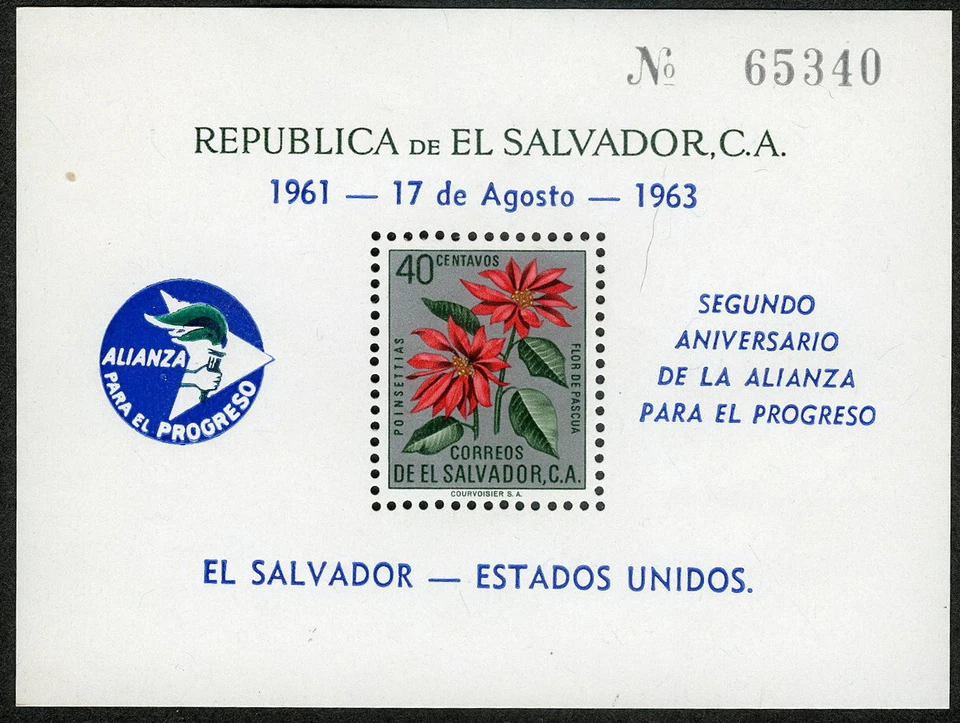 Nº 65340
REPUBLICA DE EL SALVADOR, C.A.
1961 — 17 de Agosto — 1963
40 CENTAVOS
POINSETTIAS
FLOR DE PASCUA
CORREOS
DE EL SALVADOR, C.A.
COURVOISIER S. A.
ALIANZA
PARA EL PROGRESO
SEGUNDO
ANIVERSARIO
DE LA ALIANZA
PARA EL PROGRESO
EL SALVADOR — ESTADOS UNIDOS.